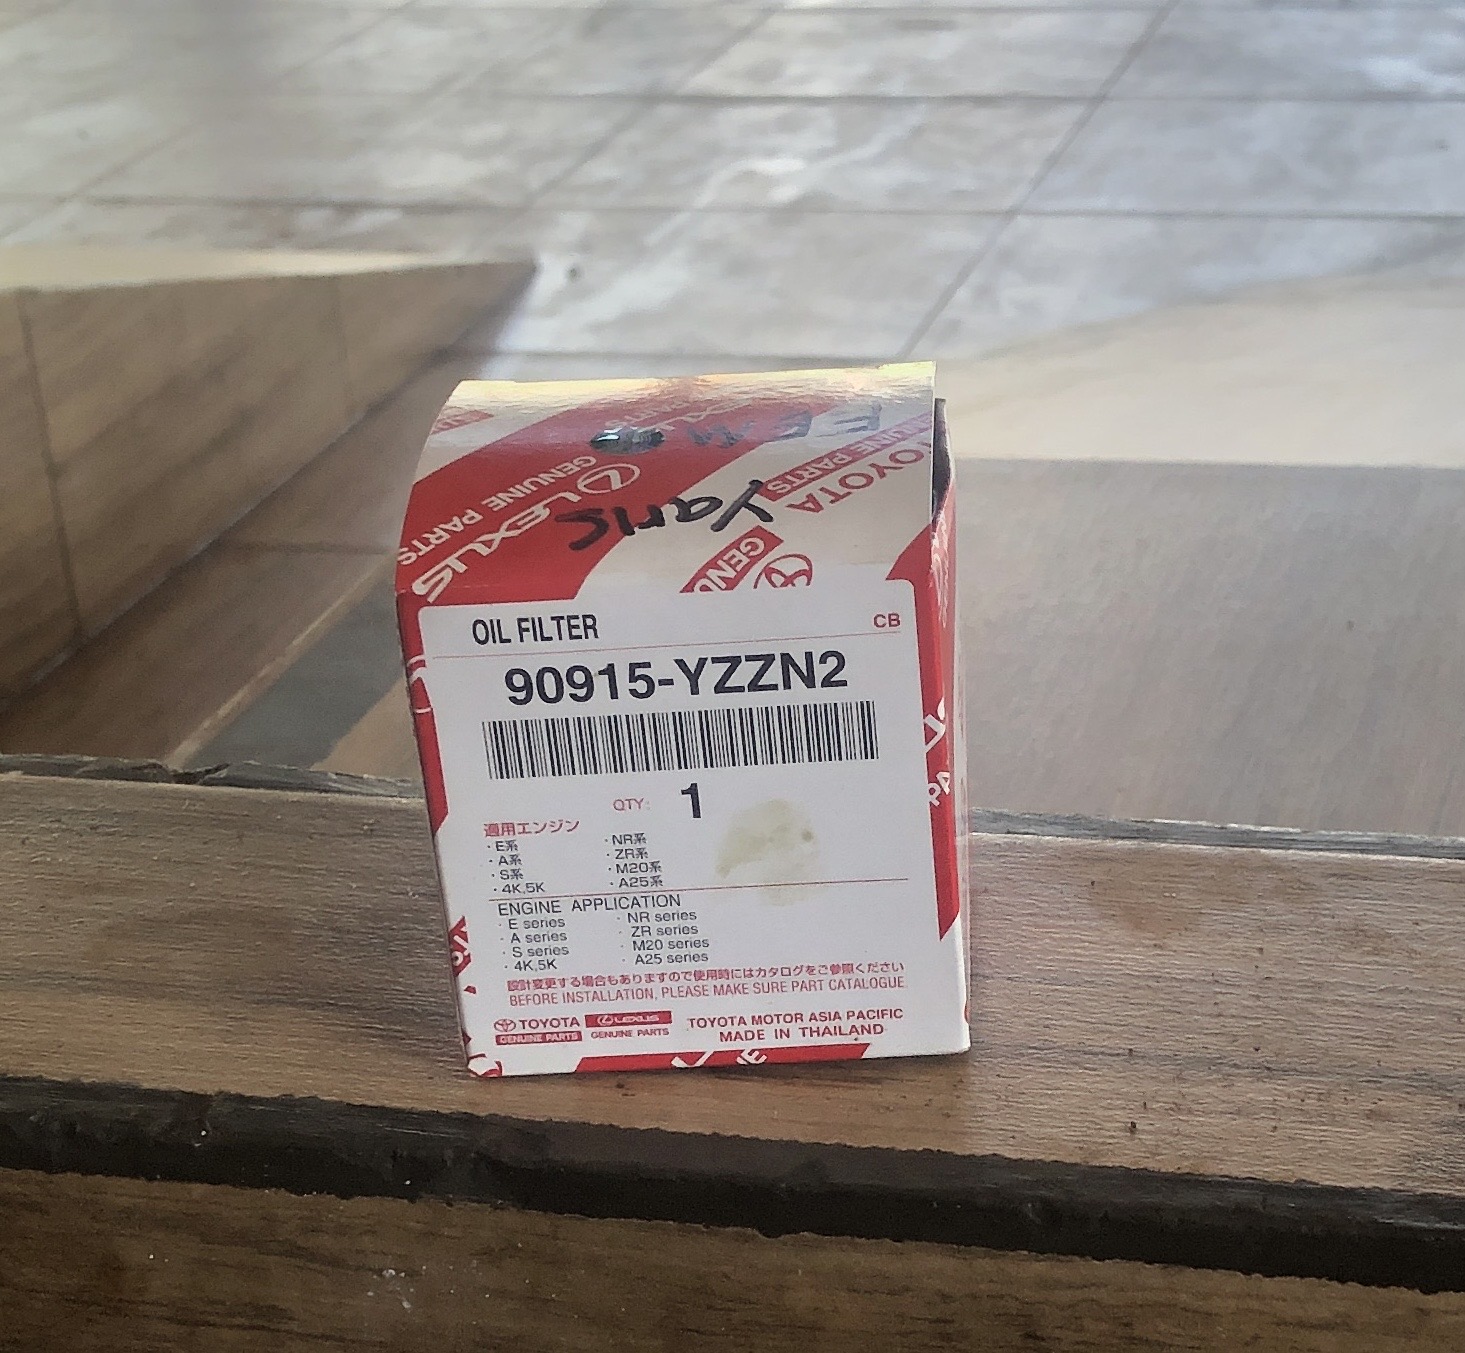 LEXUS
GENUINE PARTS
TOYOTA
GENUINE PARTS
Yaris
OIL FILTER
CB
90915-YZZN2
QTY: 1
適用エンジン
・E系 ・NR系
・A系 ・ZR系
・S系 ・M20系
・4K,5K ・A25系
ENGINE APPLICATION
・E series ・NR series
・A series ・ZR series
・S series ・M20 series
・4K,5K ・A25 series
設計変更する場合もありますので使用時にはカタログをご参照ください
BEFORE INSTALLATION, PLEASE MAKE SURE PART CATALOGUE
TOYOTA LEXUS TOYOTA MOTOR ASIA PACIFIC
GENUINE PARTS GENUINE PARTS MADE IN THAILAND